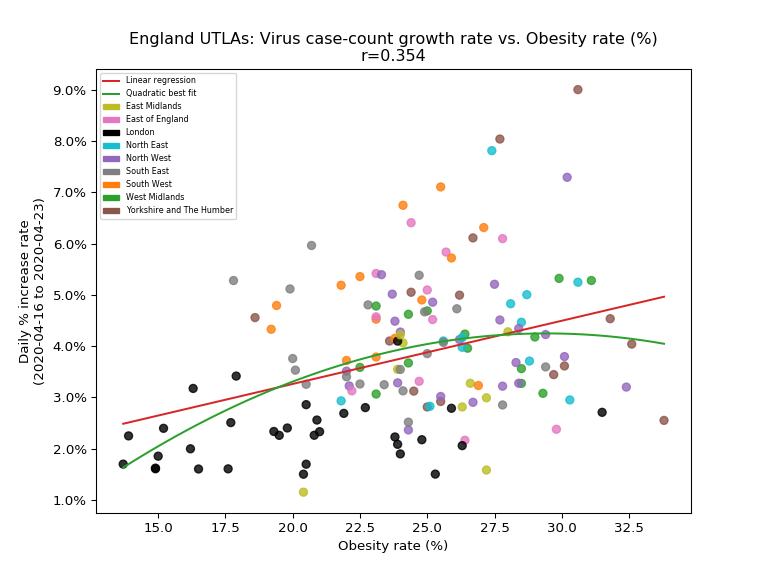 England UTLAs: Virus case-count growth rate vs. Obesity rate (%)
r=0.354
Linear regression
Quadratic best fit
East Midlands
East of England
London
North East
North West
South East
South West
West Midlands
Yorkshire and The Humber
9.0%
8.0%
7.0%
6.0%
5.0%
4.0%
3.0%
2.0%
1.0%
Daily % increase rate
(2020-04-16 to 2020-04-23)
15.0 17.5 20.0 22.5 25.0 27.5 30.0 32.5
Obesity rate (%)